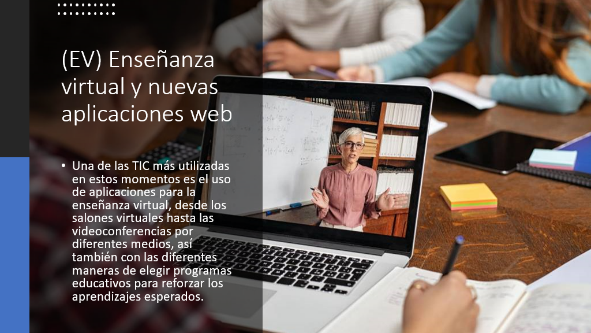 (EV) Enseñanza
virtual y nuevas
aplicaciones web
• Una de las TIC más utilizadas
en estos momentos es el uso
de aplicaciones para la
enseñanza virtual, desde los
salones virtuales hasta las
videoconferencias por
diferentes medios, así
también con las diferentes
maneras de elegir programas
educativos para reforzar los
aprendizajes esperados.